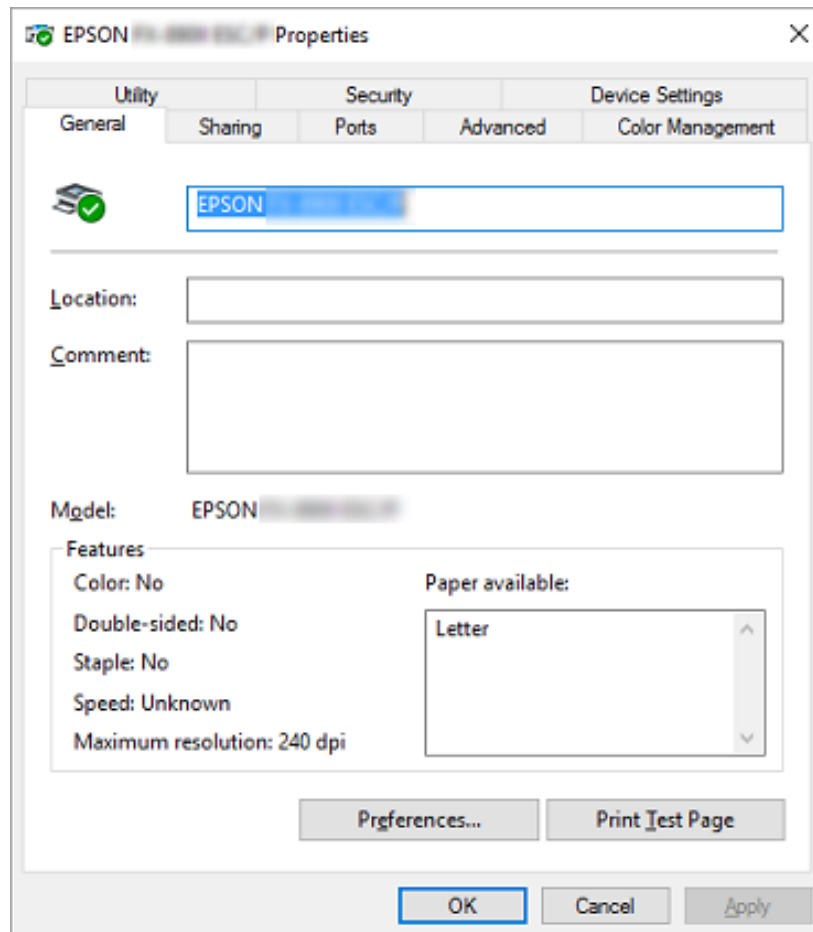 EPSON Properties
Utility Security Device Settings
General Sharing Ports Advanced Color Management
EPSON
Location:
Comment:
Model: EPSON
Features
Color: No
Double-sided: No
Staple: No
Speed: Unknown
Maximum resolution: 240 dpi
Paper available:
Letter
Preferences... Print Test Page
OK Cancel Apply